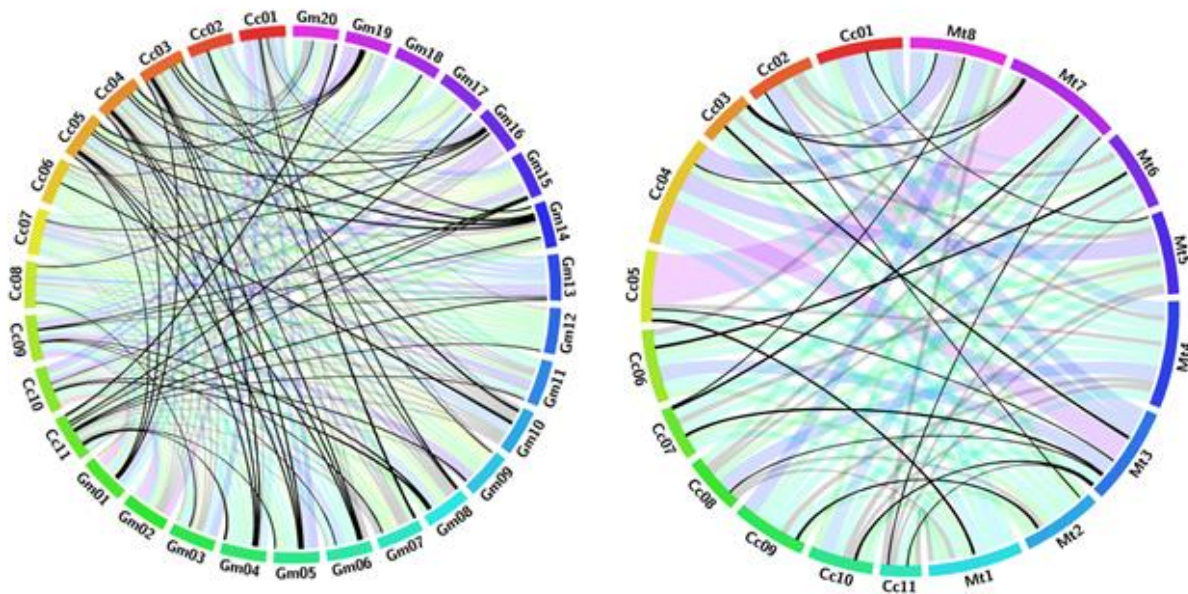 Cc01
Gm20
Gm19
Gm18
Gm17
Gm16
Gm15
Gm14
Gm13
Gm12
Gm11
Gm10
Gm09
Gm08
Gm07
Gm06
Gm05
Gm04
Gm03
Gm02
Gm01
Cc11
Cc10
Cc09
Cc08
Cc07
Cc06
Cc05
Cc04
Cc03
Cc02
Cc01
Mt8
Mt7
Mt6
Mt5
Mt4
Mt3
Mt2
Mt1
Cc11
Cc10
Cc09
Cc08
Cc07
Cc06
Cc05
Cc04
Cc03
Cc02